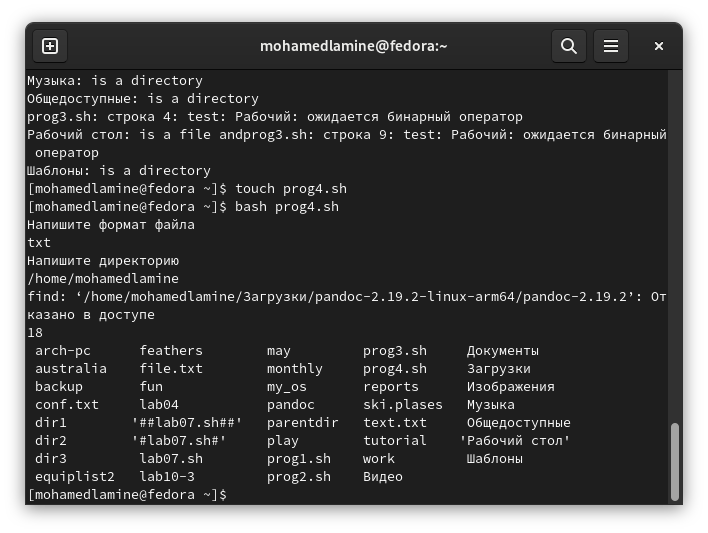 mohamedlamine@fedora:~
Музыка: is a directory
Общедоступные: is a directory
prog3.sh: строка 4: test: Рабочий: ожидается бинарный оператор
Рабочий стол: is a file andprog3.sh: строка 9: test: Рабочий: ожидается бинарный
 оператор
Шаблоны: is a directory
[mohamedlamine@fedora ~]$ touch prog4.sh
[mohamedlamine@fedora ~]$ bash prog4.sh
Напишите формат файла
txt
Напишите директорию
/home/mohamedlamine
find: ‘/home/mohamedlamine/Загрузки/pandoc-2.19.2-linux-arm64/pandoc-2.19.2’: От
казано в доступе
18
 arch-pc      feathers        may         prog3.sh     Документы
 australia    file.txt        monthly     prog4.sh     Загрузки
 backup       fun             my_os       reports      Изображения
 conf.txt     lab04           pandoc      ski.plases   Музыка
 dir1        '##lab07.sh##'   parentdir   text.txt     Общедоступные
 dir2        '#lab07.sh#'     play        tutorial    'Рабочий стол'
 dir3         lab07.sh        prog1.sh    work         Шаблоны
 equiplist2   lab10-3         prog2.sh    Видео
[mohamedlamine@fedora ~]$